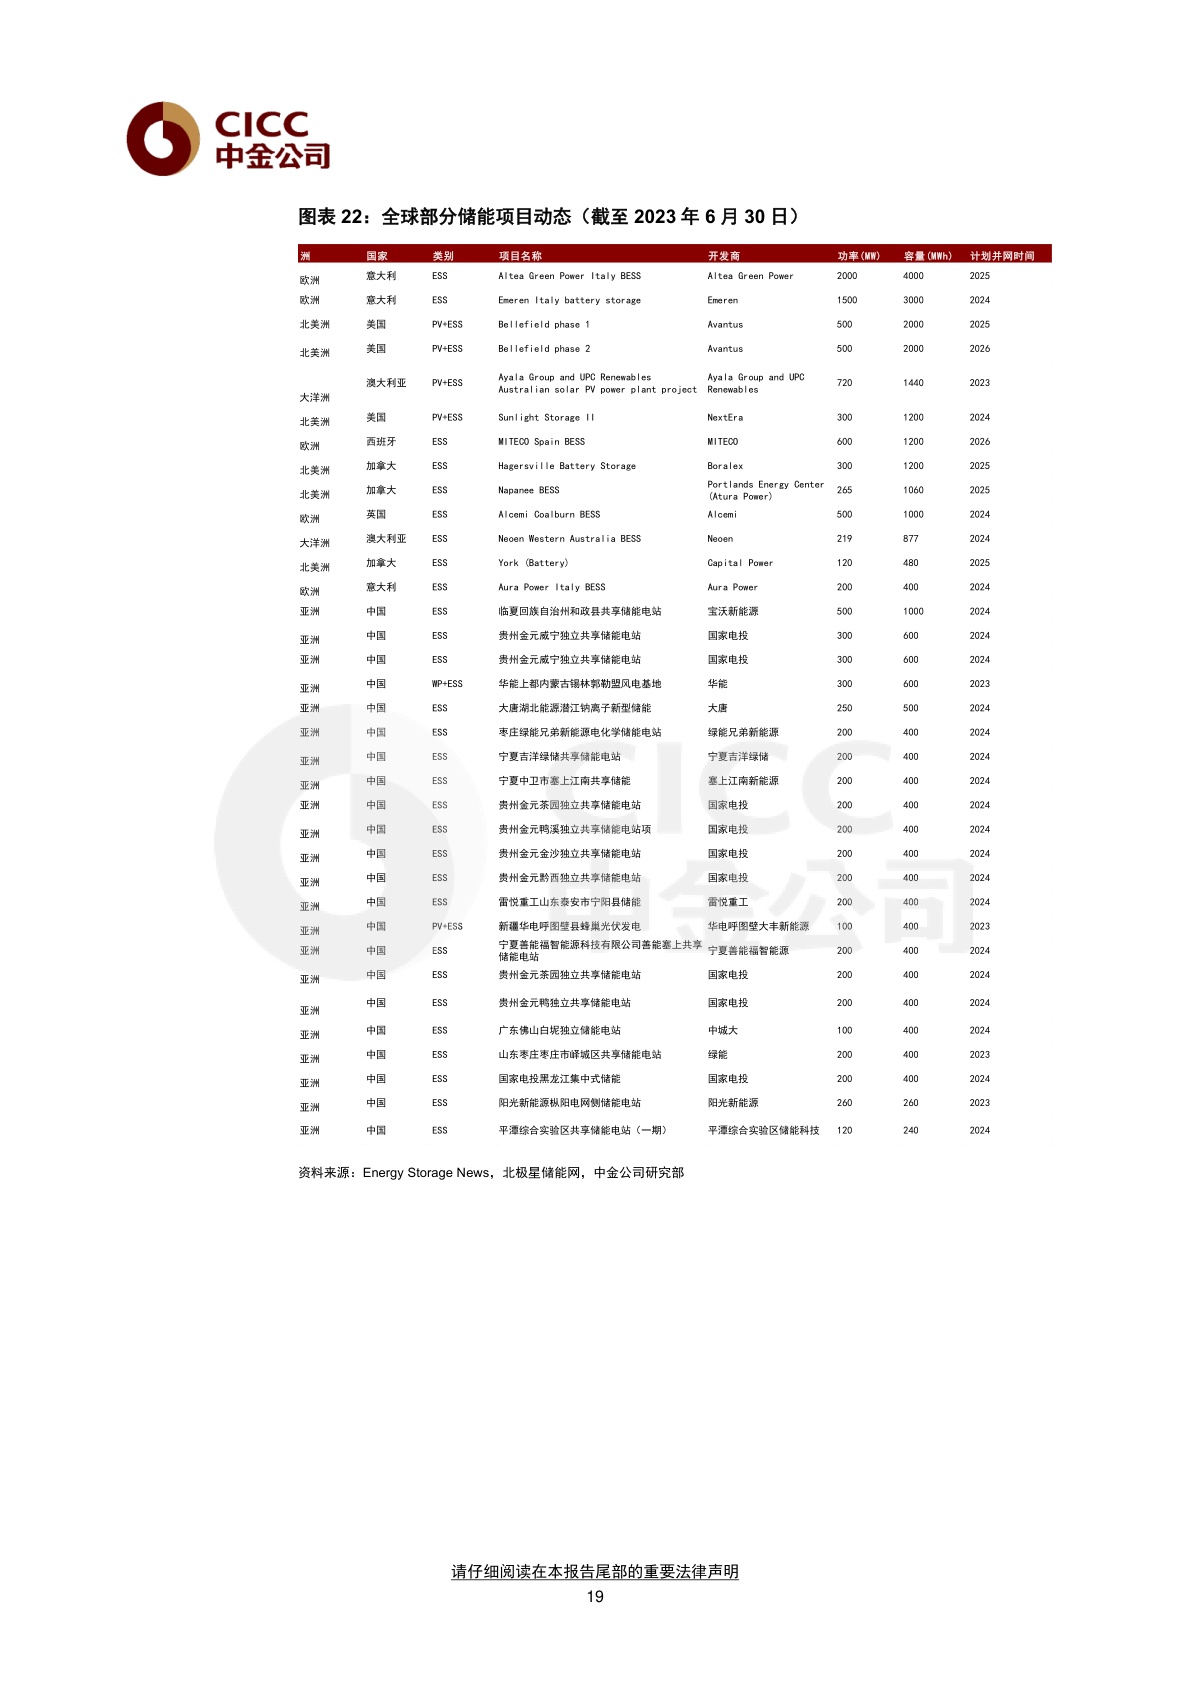 CICC
中金公司
图表 22：全球部分储能项目动态（截至 2023 年 6 月 30 日）
洲 国家 类别 项目名称 开发商 功率(MW) 容量(MWh) 计划并网时间
欧洲 意大利 ESS Altea Green Power Italy BESS Altea Green Power 2000 4000 2025
欧洲 意大利 ESS Emeren Italy battery storage Emeren 1500 3000 2024
北美洲 美国 PV+ESS Bellefield phase 1 Avantus 500 2000 2025
北美洲 美国 PV+ESS Bellefield phase 2 Avantus 500 2000 2026
大洋洲 澳大利亚 PV+ESS Ayala Group and UPC Renewables Australian solar PV power plant project Ayala Group and UPC Renewables 720 1440 2023
北美洲 美国 PV+ESS Sunlight Storage II NextEra 300 1200 2024
欧洲 西班牙 ESS MITECO Spain BESS MITECO 600 1200 2026
北美洲 加拿大 ESS Hagersville Battery Storage Boralex 300 1200 2025
北美洲 加拿大 ESS Napanee BESS Portlands Energy Center (Atura Power) 265 1060 2025
欧洲 英国 ESS Alcemi Coalburn BESS Alcemi 500 1000 2024
大洋洲 澳大利亚 ESS Neoen Western Australia BESS Neoen 219 877 2024
北美洲 加拿大 ESS York (Battery) Capital Power 120 480 2025
欧洲 意大利 ESS Aura Power Italy BESS Aura Power 200 400 2024
亚洲 中国 ESS 临夏回族自治州和政县共享储能电站 宝沃新能源 500 1000 2024
亚洲 中国 ESS 贵州金元威宁独立共享储能电站 国家电投 300 600 2024
亚洲 中国 ESS 贵州金元威宁独立共享储能电站 国家电投 300 600 2024
亚洲 中国 WP+ESS 华能上都内蒙古锡林郭勒盟风电基地 华能 300 600 2023
亚洲 中国 ESS 大唐湖北能源潜江钠离子新型储能 大唐 250 500 2024
亚洲 中国 ESS 枣庄绿能兄弟新能源电化学储能电站 绿能兄弟新能源 200 400 2024
亚洲 中国 ESS 宁夏吉洋绿储共享储能电站 宁夏吉洋绿储 200 400 2024
亚洲 中国 ESS 宁夏中卫市塞上江南共享储能 塞上江南新能源 200 400 2024
亚洲 中国 ESS 贵州金元茶园独立共享储能电站 国家电投 200 400 2024
亚洲 中国 ESS 贵州金元鸭溪独立共享储能电站项 国家电投 200 400 2024
亚洲 中国 ESS 贵州金元金沙独立共享储能电站 国家电投 200 400 2024
亚洲 中国 ESS 贵州金元黔西独立共享储能电站 国家电投 200 400 2024
亚洲 中国 ESS 雷悦重工山东泰安市宁阳县储能 雷悦重工 200 400 2024
亚洲 中国 PV+ESS 新疆华电呼图壁县蜂巢光伏发电 华电呼图壁大丰新能源 100 400 2023
亚洲 中国 ESS 宁夏善能福智能源科技有限公司善能塞上共享储能电站 宁夏善能福智能源 200 400 2024
亚洲 中国 ESS 贵州金元茶园独立共享储能电站 国家电投 200 400 2024
亚洲 中国 ESS 贵州金元鸭独立共享储能电站 国家电投 200 400 2024
亚洲 中国 ESS 广东佛山白坭独立储能电站 中城大 100 400 2024
亚洲 中国 ESS 山东枣庄枣庄市峄城区共享储能电站 绿能 200 400 2023
亚洲 中国 ESS 国家电投黑龙江集中式储能 国家电投 200 400 2024
亚洲 中国 ESS 阳光新能源枞阳电网侧储能电站 阳光新能源 260 260 2023
亚洲 中国 ESS 平潭综合实验区共享储能电站（一期） 平潭综合实验区储能科技 120 240 2024
CICC
中金公司
资料来源：Energy Storage News，北极星储能网，中金公司研究部
请仔细阅读在本报告尾部的重要法律声明
19